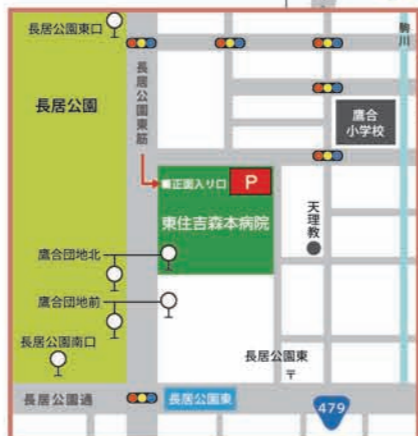 長居公園東口
駒川
長居公園東筋
長居公園
鷹合
小学校
■正面入り口
P
東住吉森本病院
天理教
鷹合団地北
鷹合団地前
長居公園南口
長居公園東
〒
長居公園通
長居公園東
479